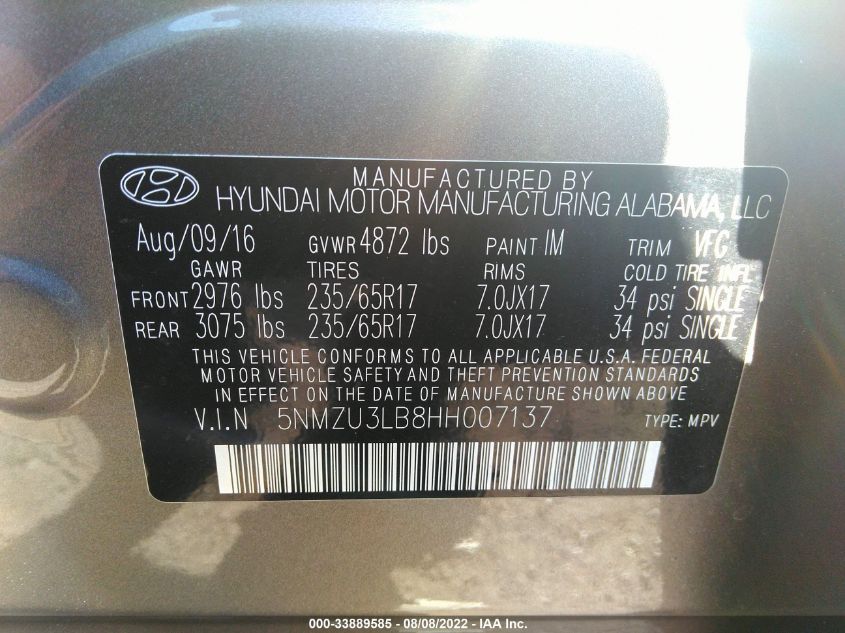 MANUFACTURED BY
HYUNDAI MOTOR MANUFACTURING ALABAMA, LLC
Aug/09/16 GVWR 4872 lbs PAINT IM TRIM VFC
GAWR TIRES RIMS COLD TIRE INFL.
FRONT 2976 lbs 235/65R17 7.0JX17 34 psi SINGLE
REAR 3075 lbs 235/65R17 7.0JX17 34 psi SINGLE
THIS VEHICLE CONFORMS TO ALL APPLICABLE U.S.A. FEDERAL
MOTOR VEHICLE SAFETY AND THEFT PREVENTION STANDARDS
IN EFFECT ON THE DATE OF MANUFACTURE SHOWN ABOVE.
V.I.N 5NMZU3LB8HH007137 TYPE: MPV
000-33889585 - 08/08/2022 - IAA Inc.